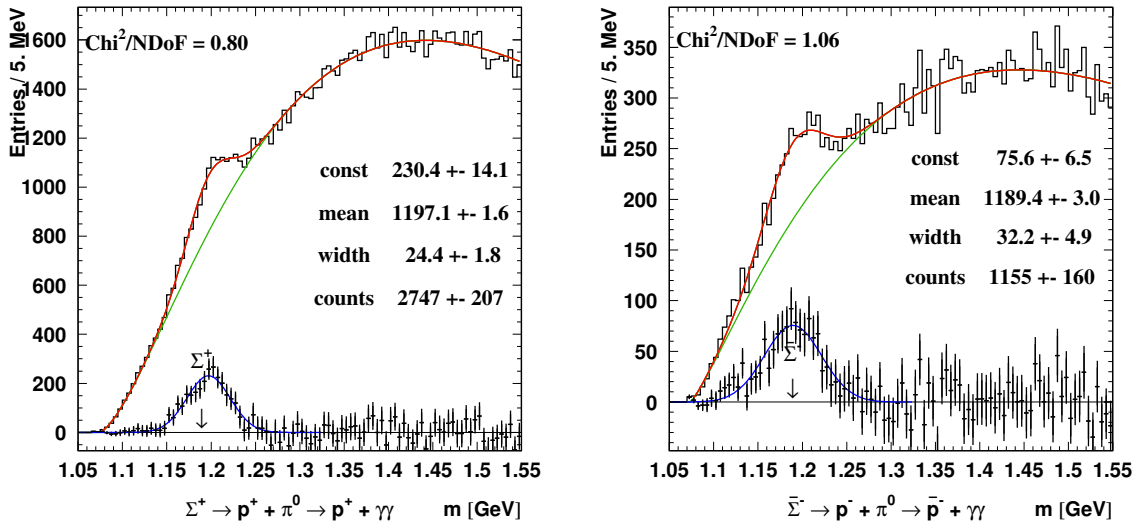 Chi²/NDoF = 0.80
Entries / 5. MeV
1600
1400
1200
1000
800
600
400
200
0
const 230.4 +- 14.1
mean 1197.1 +- 1.6
width 24.4 +- 1.8
counts 2747 +- 207
Σ⁺
1.05 1.1 1.15 1.2 1.25 1.3 1.35 1.4 1.45 1.5 1.55
Σ⁺ → p⁺ + π⁰ → p⁺ + γγ m [GeV]
Chi²/NDoF = 1.06
Entries / 5. MeV
350
300
250
200
150
100
50
0
const 75.6 +- 6.5
mean 1189.4 +- 3.0
width 32.2 +- 4.9
counts 1155 +- 160
Σ̄⁻
1.05 1.1 1.15 1.2 1.25 1.3 1.35 1.4 1.45 1.5 1.55
Σ̄⁻ → p⁻ + π⁰ → p̄⁻ + γγ m [GeV]